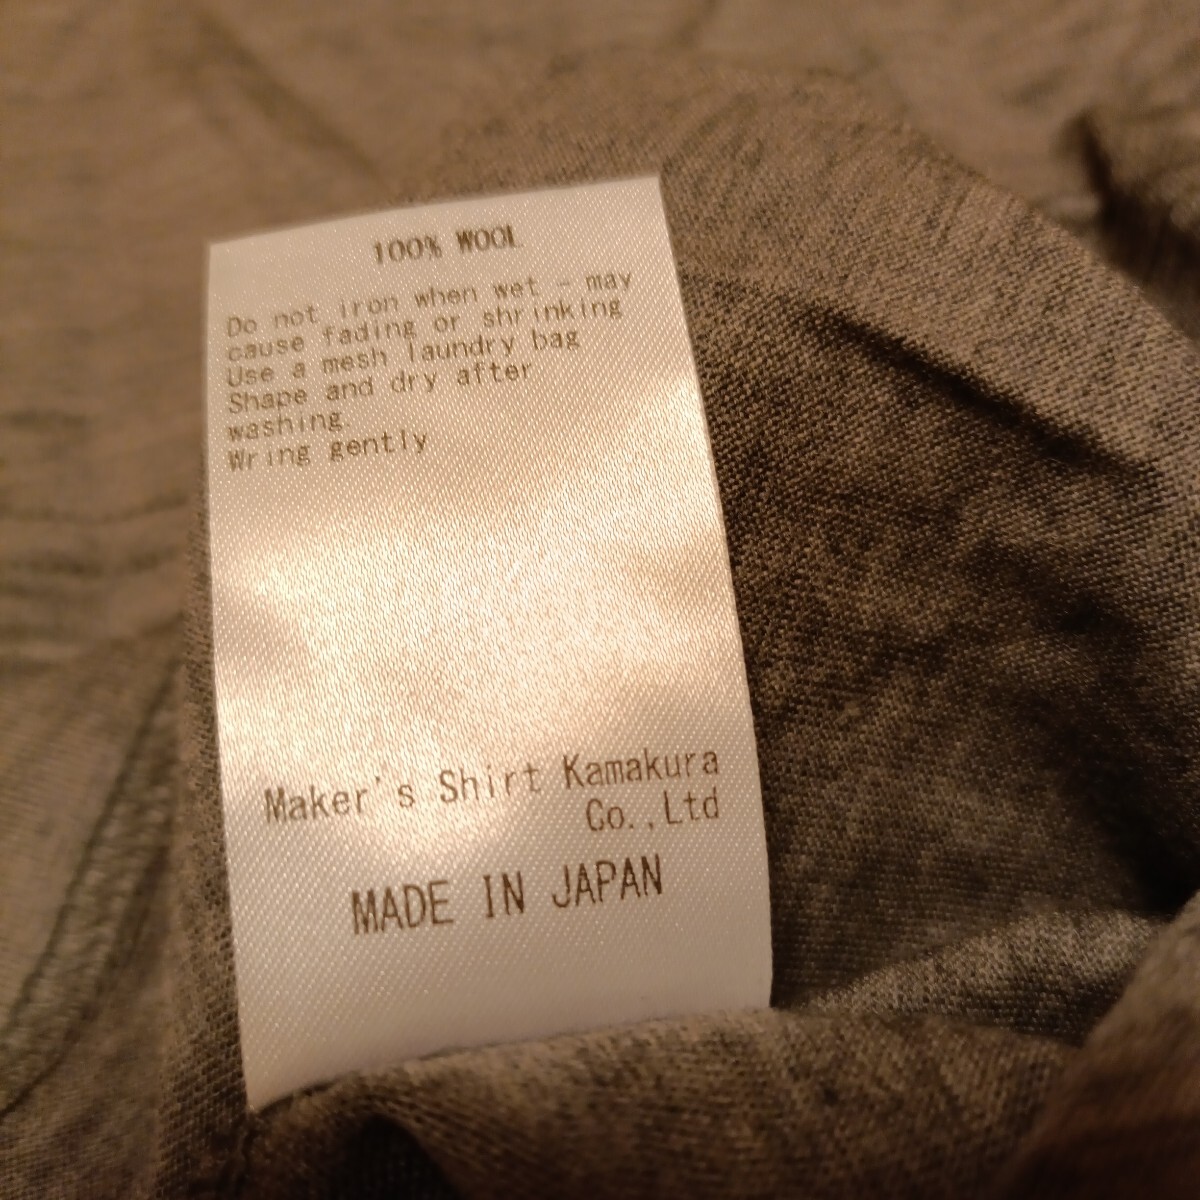 100% WOOL
Do not iron when wet - may
cause fading or shrinking
Use a mesh laundry bag
Shape and dry after
washing
Wring gently
Maker's Shirt Kamakura
Co.,Ltd
MADE IN JAPAN